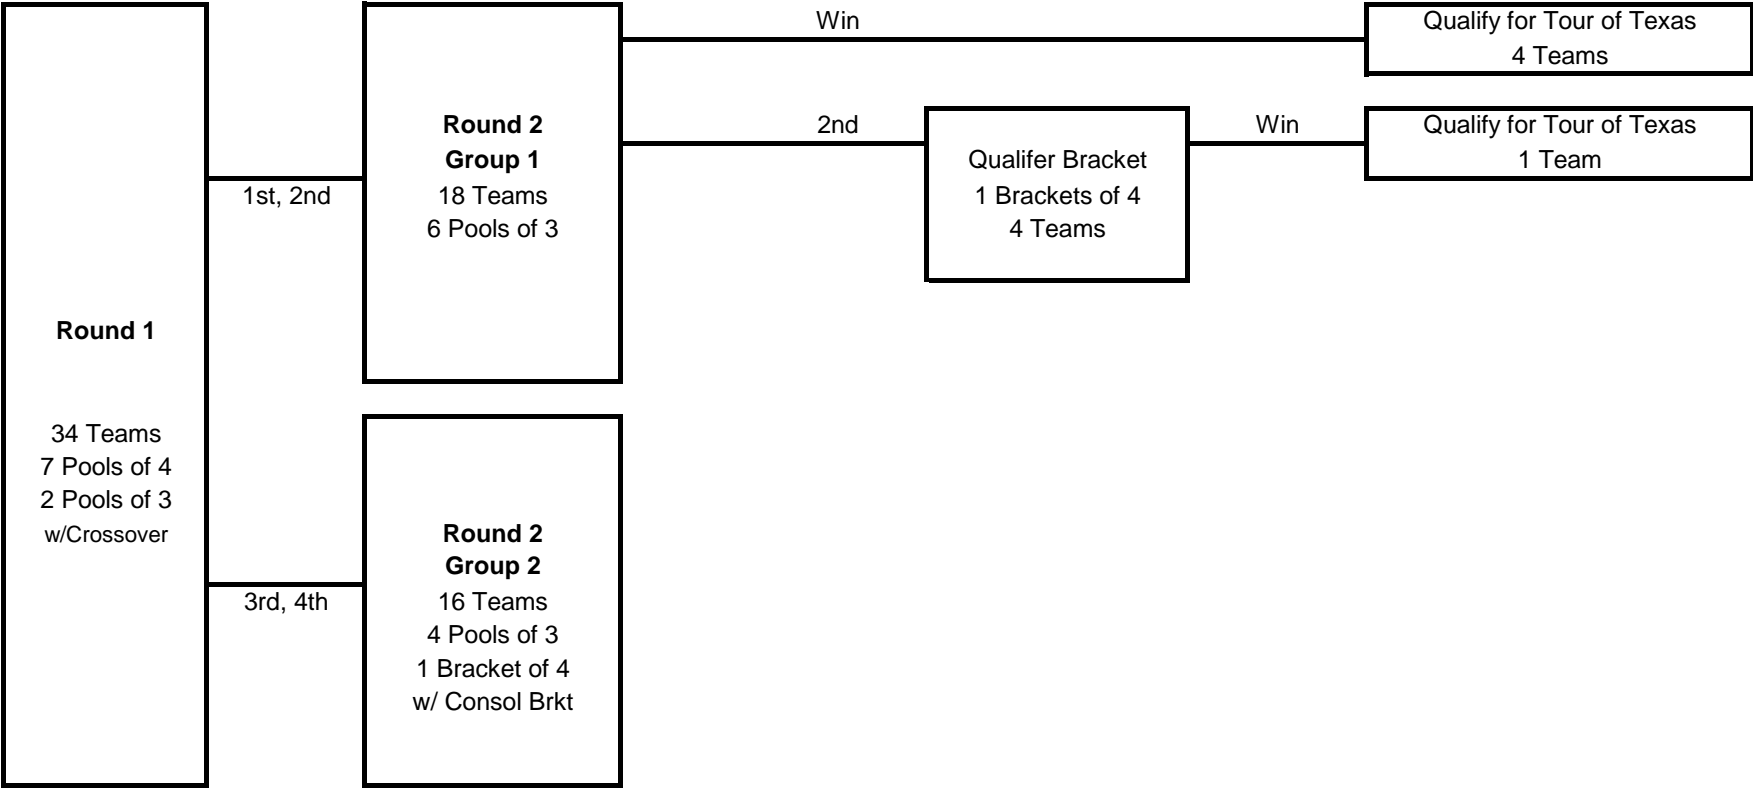 Round 1
34 Teams
7 Pools of 4
2 Pools of 3
w/Crossover
1st, 2nd
3rd, 4th
Round 2
Group 1
18 Teams
6 Pools of 3
Round 2
Group 2
16 Teams
4 Pools of 3
1 Bracket of 4
w/ Consol Brkt
Win
2nd
Qualifer Bracket
1 Brackets of 4
4 Teams
Win
Qualify for Tour of Texas
4 Teams
Qualify for Tour of Texas
1 Team